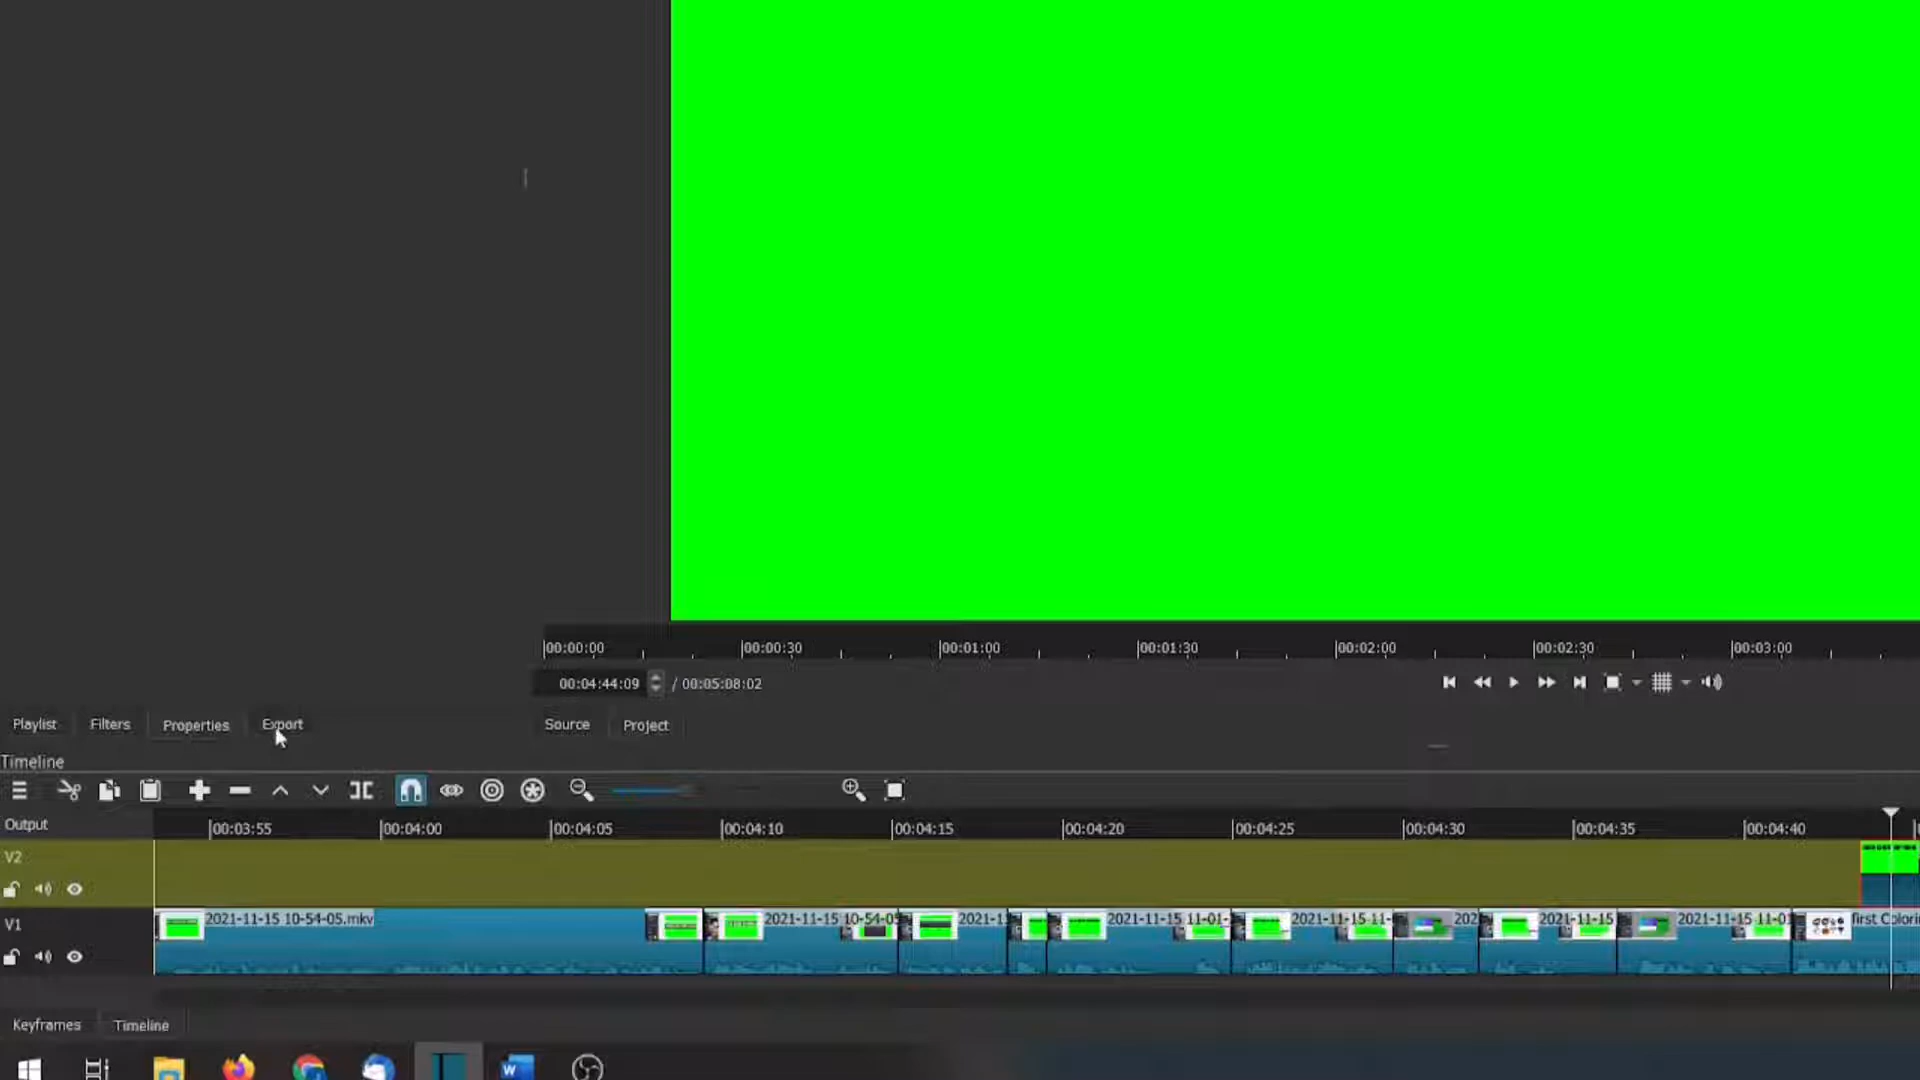 00:00:00 00:00:30 00:01:00 00:01:30 00:02:00 00:02:30 00:03:00
00:04:44:09 / 00:05:08:02
Playlist Filters Properties Export Source Project
Timeline
Output 00:03:55 00:04:00 00:04:05 00:04:10 00:04:15 00:04:20 00:04:25 00:04:30 00:04:35 00:04:40
V2
V1 2021-11-15 10-54-05.mkv 2021-11-15 10-54-05 2021-11 2021-11-15 11-01- 2021-11-15 11- 202 2021-11-15 2021-11-15 11-01 first Colori
Keyframes Timeline
W